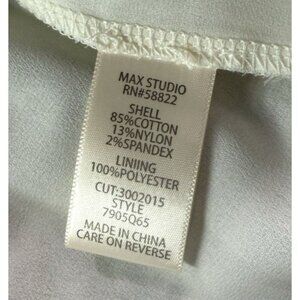 MAX STUDIO
RN#58822
SHELL
85%COTTON
13%NYLON
2%SPANDEX
LINIING
100%POLYESTER
CUT:3002015
STYLE
7905Q65
MADE IN CHINA
CARE ON REVERSE